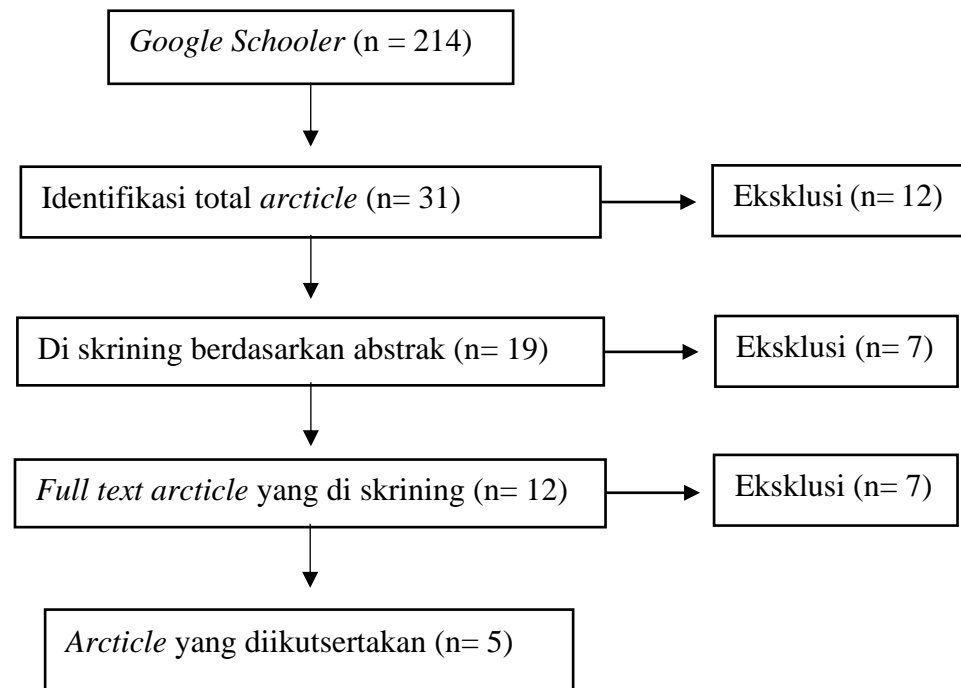 Google Schooler (n = 214)
Identifikasi total arcticle (n= 31)
Eksklusi (n= 12)
Di skrining berdasarkan abstrak (n= 19)
Eksklusi (n= 7)
Full text arcticle yang di skrining (n= 12)
Eksklusi (n= 7)
Arcticle yang diikutsertakan (n= 5)